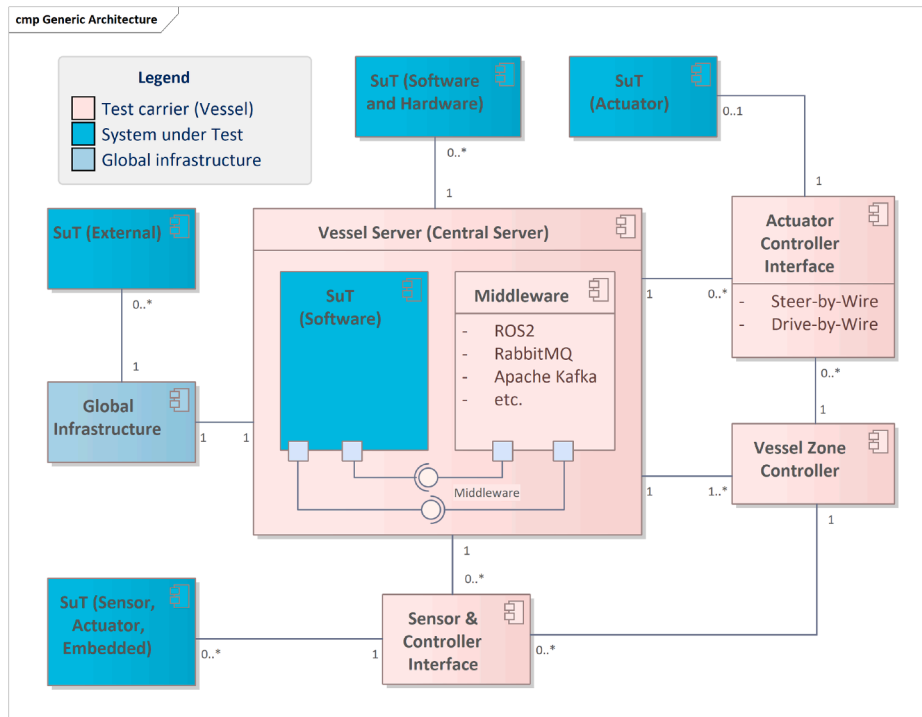 cmp Generic Architecture
Legend
Test carrier (Vessel)
System under Test
Global infrastructure
SuT (Software
and Hardware)
SuT
(Actuator)
0..1
0..*
1
1
SuT (External)
Vessel Server (Central Server)
Actuator
Controller
Interface
- Steer-by-Wire
- Drive-by-Wire
SuT
(Software)
Middleware
- ROS2
- RabbitMQ
- Apache Kafka
- etc.
1
0..*
0..*
1
0..*
1
Global
Infrastructure
1
1
Vessel Zone
Controller
Middleware
1
1..*
1
1
0..*
SuT (Sensor,
Actuator,
Embedded)
Sensor &
Controller
Interface
0..*
1
0..*